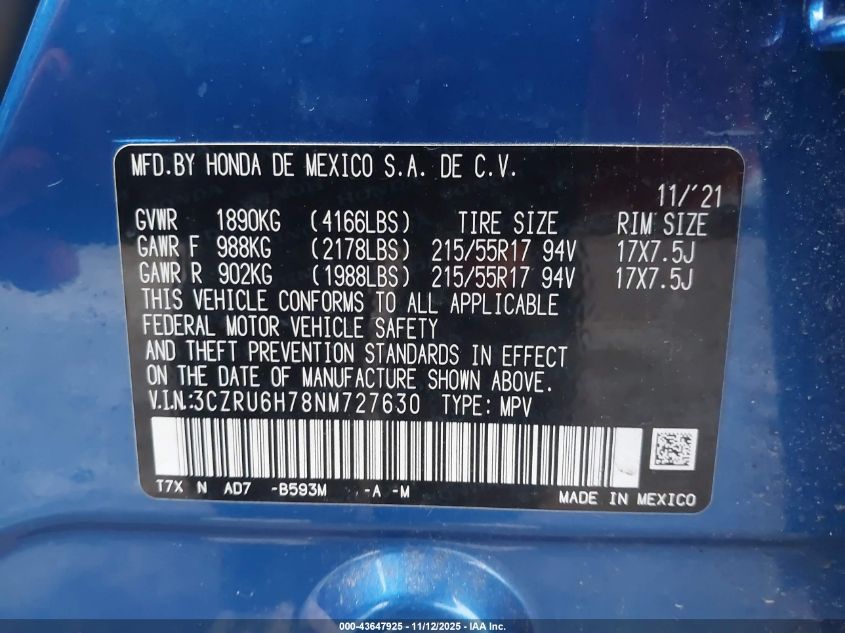 MFD.BY HONDA DE MEXICO S.A. DE C.V.
11/'21
GVWR 1890KG (4166LBS) TIRE SIZE RIM SIZE
GAWR F 988KG (2178LBS) 215/55R17 94V 17X7.5J
GAWR R 902KG (1988LBS) 215/55R17 94V 17X7.5J
THIS VEHICLE CONFORMS TO ALL APPLICABLE
FEDERAL MOTOR VEHICLE SAFETY
AND THEFT PREVENTION STANDARDS IN EFFECT
ON THE DATE OF MANUFACTURE SHOWN ABOVE.
V.I.N.:3CZRU6H78NM727630 TYPE: MPV
T7X N AD7 -B593M -A -M
MADE IN MEXICO
000-43647925 - 11/12/2025 - IAA Inc.